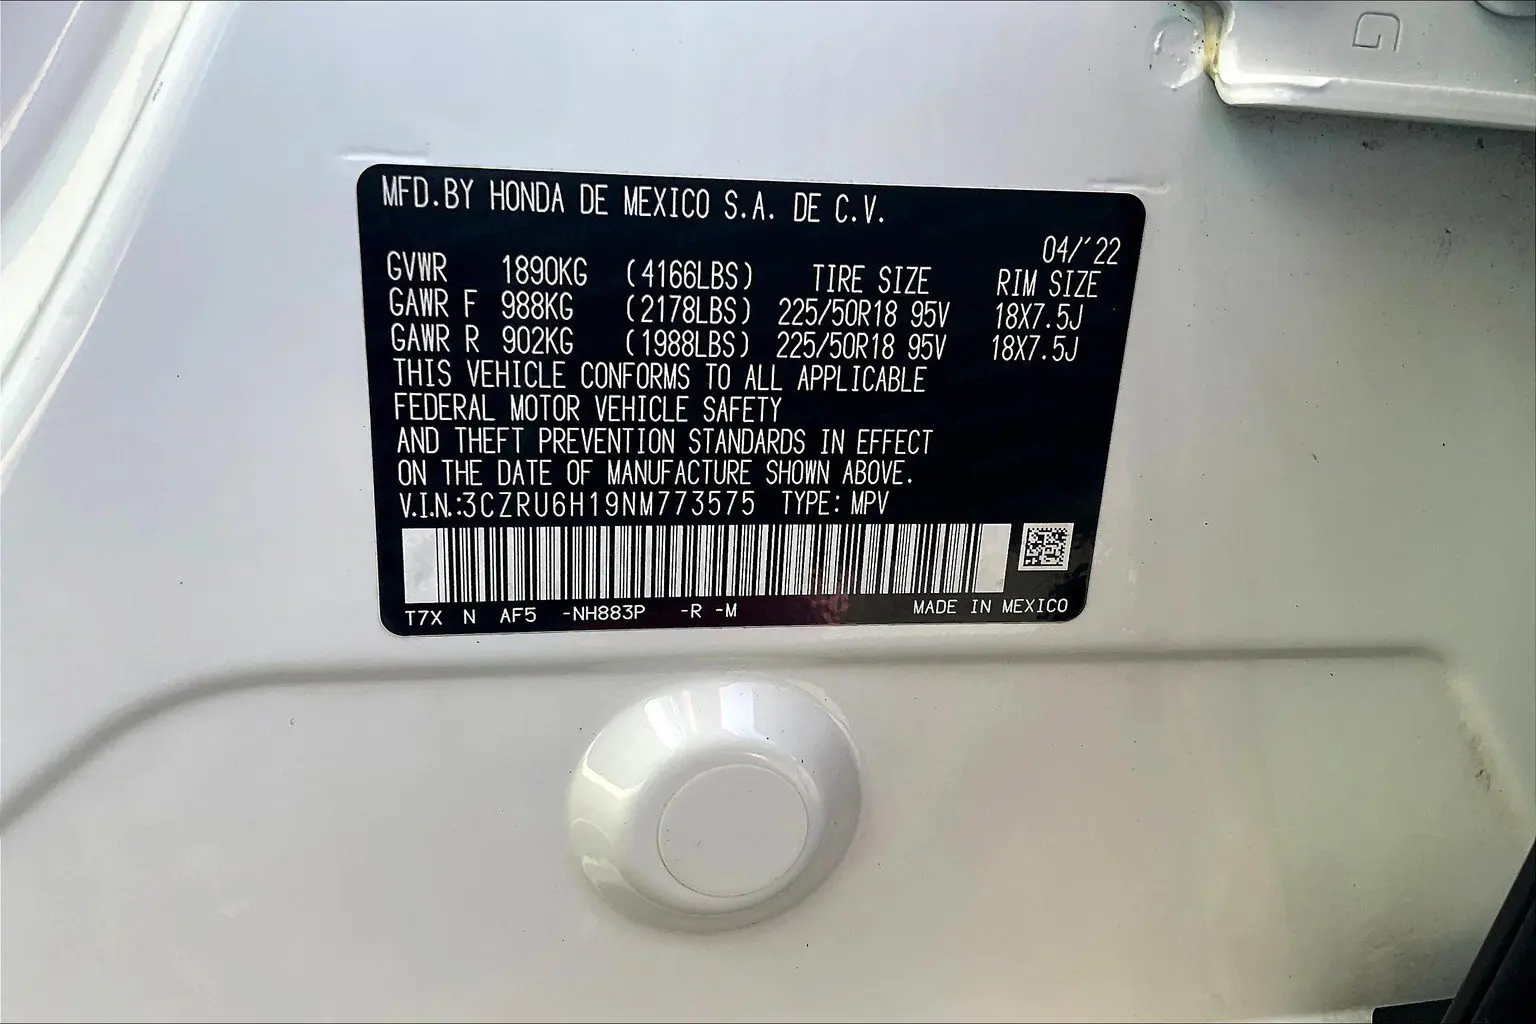 G
MFD.BY HONDA DE MEXICO S.A. DE C.V.
04/'22
GVWR 1890KG (4166LBS) TIRE SIZE RIM SIZE
GAWR F 988KG (2178LBS) 225/50R18 95V 18X7.5J
GAWR R 902KG (1988LBS) 225/50R18 95V 18X7.5J
THIS VEHICLE CONFORMS TO ALL APPLICABLE
FEDERAL MOTOR VEHICLE SAFETY
AND THEFT PREVENTION STANDARDS IN EFFECT
ON THE DATE OF MANUFACTURE SHOWN ABOVE.
V.I.N.:3CZRU6H19NM773575 TYPE: MPV
T7X N AF5 -NH883P -R -M MADE IN MEXICO